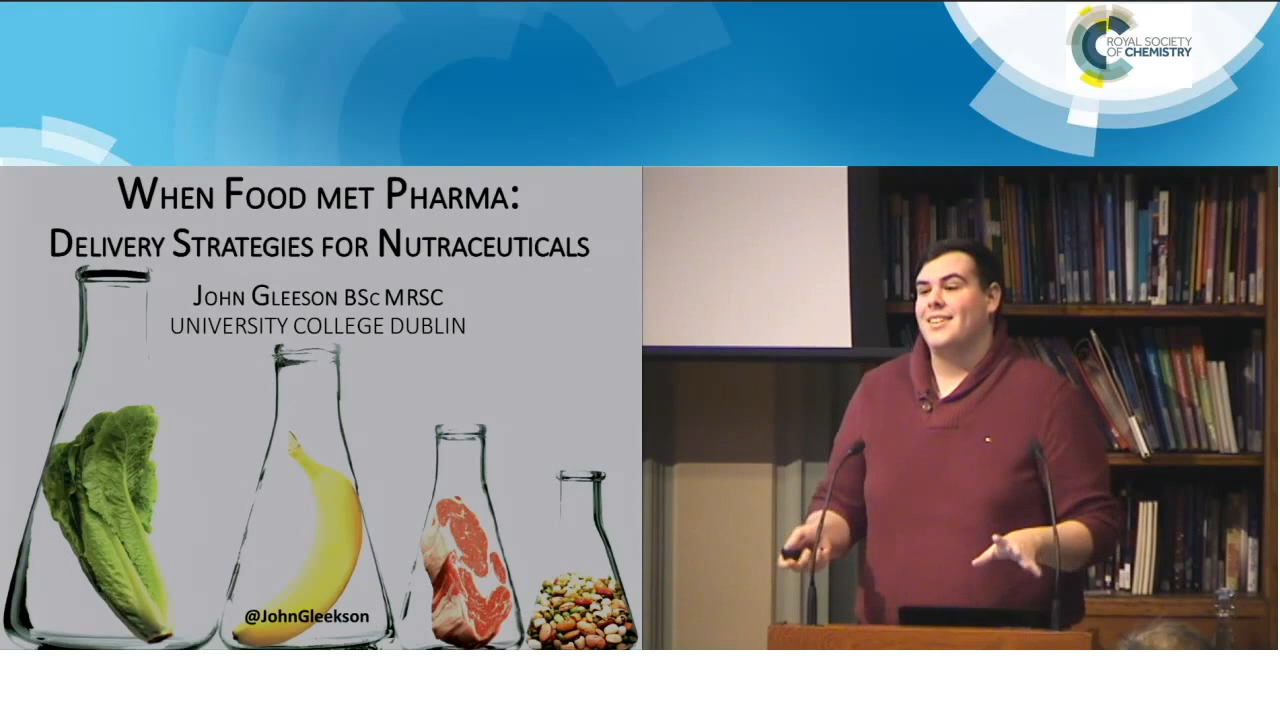 ROYAL SOCIETY
OF CHEMISTRY
WHEN FOOD MET PHARMA:
DELIVERY STRATEGIES FOR NUTRACEUTICALS
JOHN GLEESON BSC MRSC
UNIVERSITY COLLEGE DUBLIN
@JohnGleekson